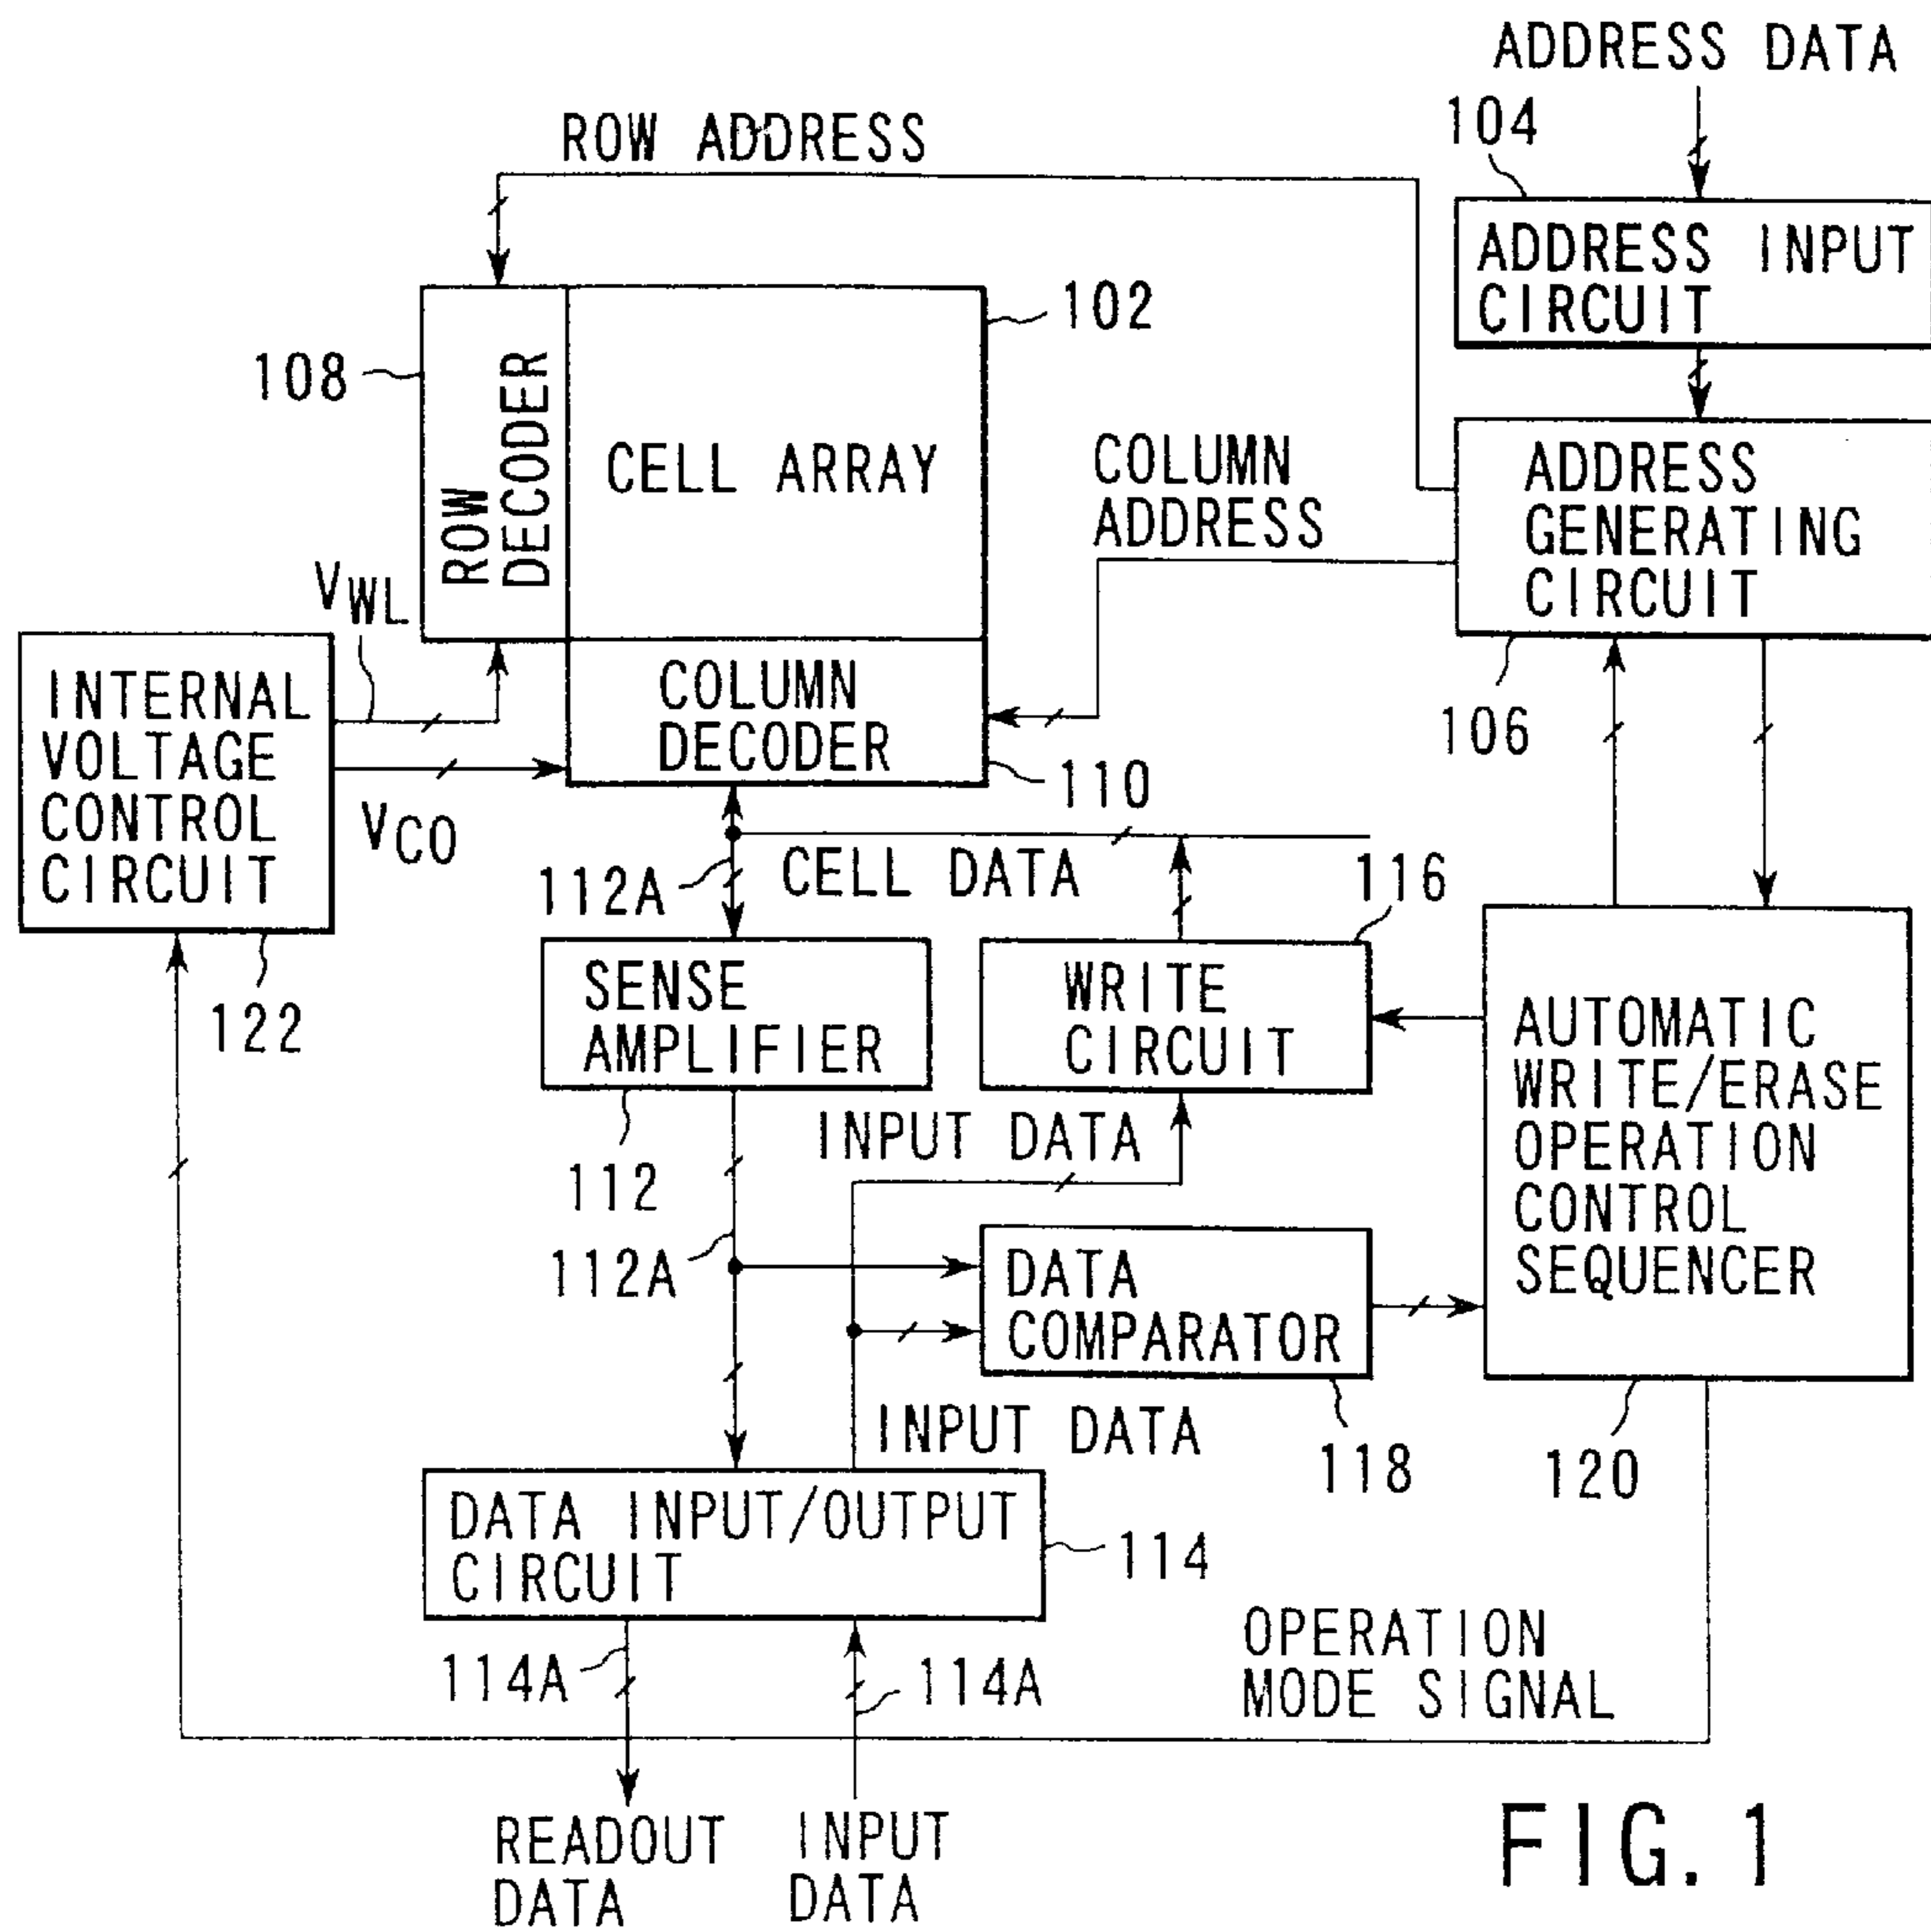 ADDRESS DATA
104
ROW ADDRESS
ADDRESS INPUT
CIRCUIT
102
108
ROW
DECODER
CELL ARRAY
COLUMN
ADDRESS
ADDRESS
GENERATING
CIRCUIT
VWL
106
INTERNAL
VOLTAGE
CONTROL
CIRCUIT
COLUMN
DECODER
110
VCO
112A
CELL DATA
116
122
SENSE
AMPLIFIER
WRITE
CIRCUIT
AUTOMATIC
WRITE/ERASE
OPERATION
CONTROL
SEQUENCER
INPUT DATA
112
112A
DATA
COMPARATOR
INPUT DATA
118
120
DATA INPUT/OUTPUT
CIRCUIT
114
114A
114A
OPERATION
MODE SIGNAL
READOUT
DATA
INPUT
DATA
FIG. 1